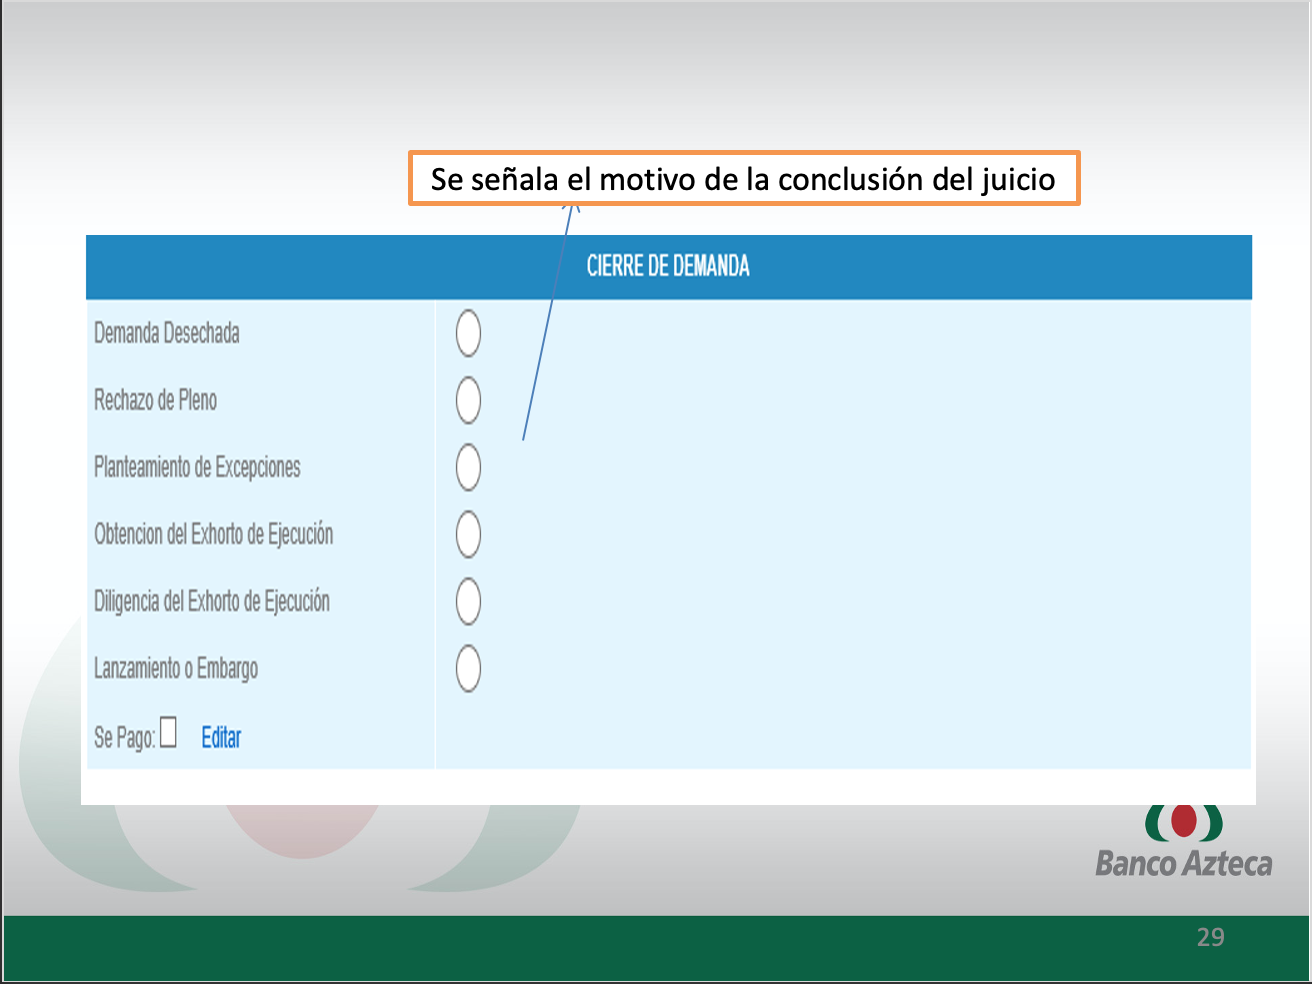 Se señala el motivo de la conclusión del juicio
CIERRE DE DEMANDA
Demanda Desechada
Rechazo de Pleno
Planteamiento de Excepciones
Obtencion del Exhorto de Ejecución
Diligencia del Exhorto de Ejecución
Lanzamiento o Embargo
Se Pago: Editar
Banco Azteca
29